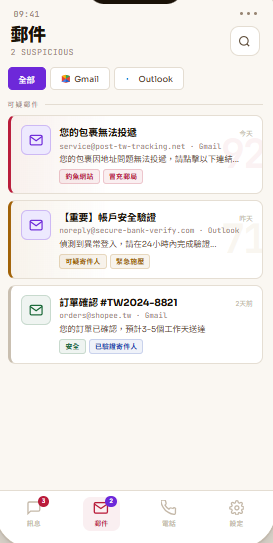 09:41
郵件
2 SUSPICIOUS
全部
Gmail
Outlook
可疑郵件
您的包裹無法投遞
今天
service@post-tw-tracking.net · Gmail
92
您的包裹因地址問題無法投遞，請點擊以下連結...
釣魚網站
冒充郵局
【重要】帳戶安全驗證
昨天
noreply@secure-bank-verify.com · Outlook
71
偵測到異常登入，請在24小時內完成驗證...
可疑寄件人
緊急施壓
訂單確認 #TW2024-8821
2天前
orders@shopee.tw · Gmail
您的訂單已確認，預計3-5個工作天送達
安全
已驗證寄件人
3
2
訊息
郵件
電話
設定